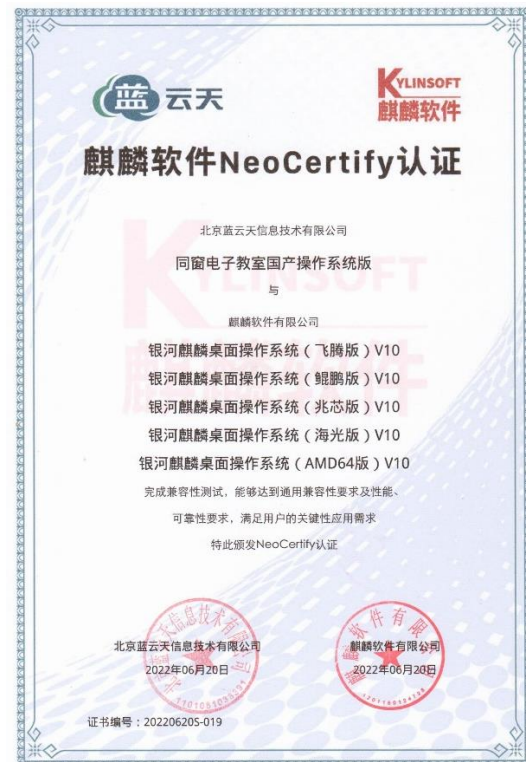 蓝 云天
KYLINSOFT
麒麟软件
麒麟软件NeoCertify认证
北京蓝云天信息技术有限公司
同窗电子教室国产操作系统版
与
麒麟软件有限公司
银河麒麟桌面操作系统（飞腾版）V10
银河麒麟桌面操作系统（鲲鹏版）V10
银河麒麟桌面操作系统（兆芯版）V10
银河麒麟桌面操作系统（海光版）V10
银河麒麟桌面操作系统（AMD64版）V10
完成兼容性测试，能够达到通用兼容性要求及性能、
可靠性要求，满足用户的关键性应用需求
特此颁发NeoCertify认证
北京蓝云天信息技术有限公司
麒麟软件有限公司
2022年06月20日
2022年06月20日
证书编号：20220620S-019